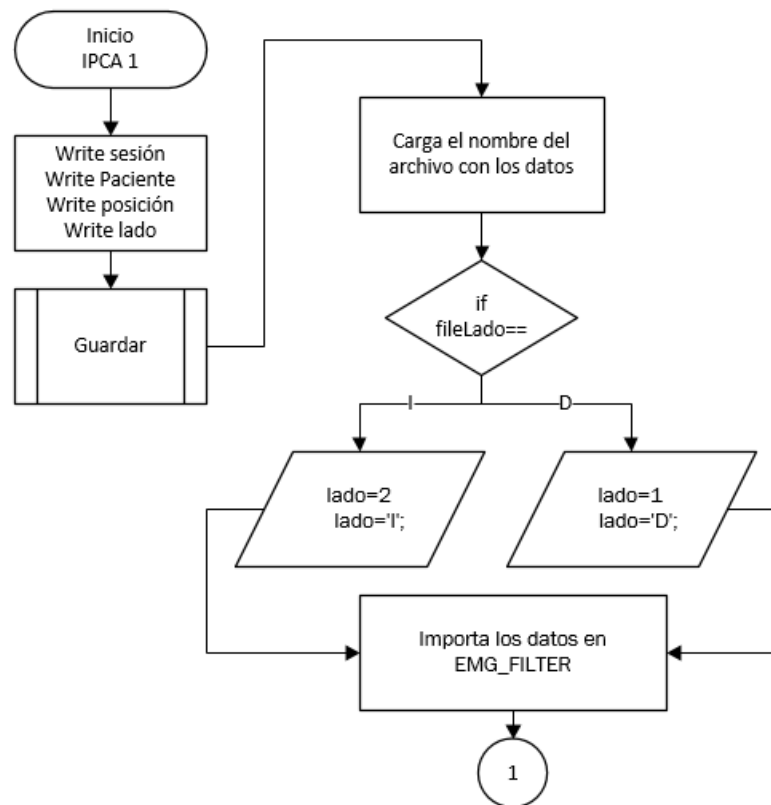 Inicio
IPCA 1
Write sesión
Write Paciente
Write posición
Write lado
Guardar
Carga el nombre del
archivo con los datos
if
fileLado==
I
D
lado=2
lado='I';
lado=1
lado='D';
Importa los datos en
EMG_FILTER
1